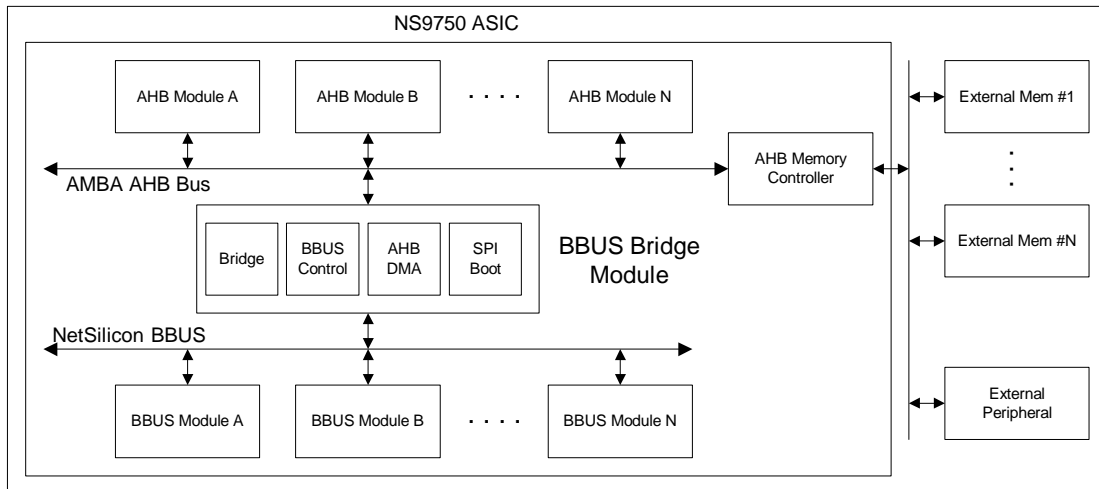 NS9750 ASIC
AHB Module A
AHB Module B
. . . .
AHB Module N
External Mem #1
AMBA AHB Bus
AHB Memory
Controller
. . .
Bridge
BBUS
Control
AHB
DMA
SPI
Boot
BBUS Bridge
Module
External Mem #N
NetSilicon BBUS
BBUS Module A
BBUS Module B
. . . .
BBUS Module N
External
Peripheral